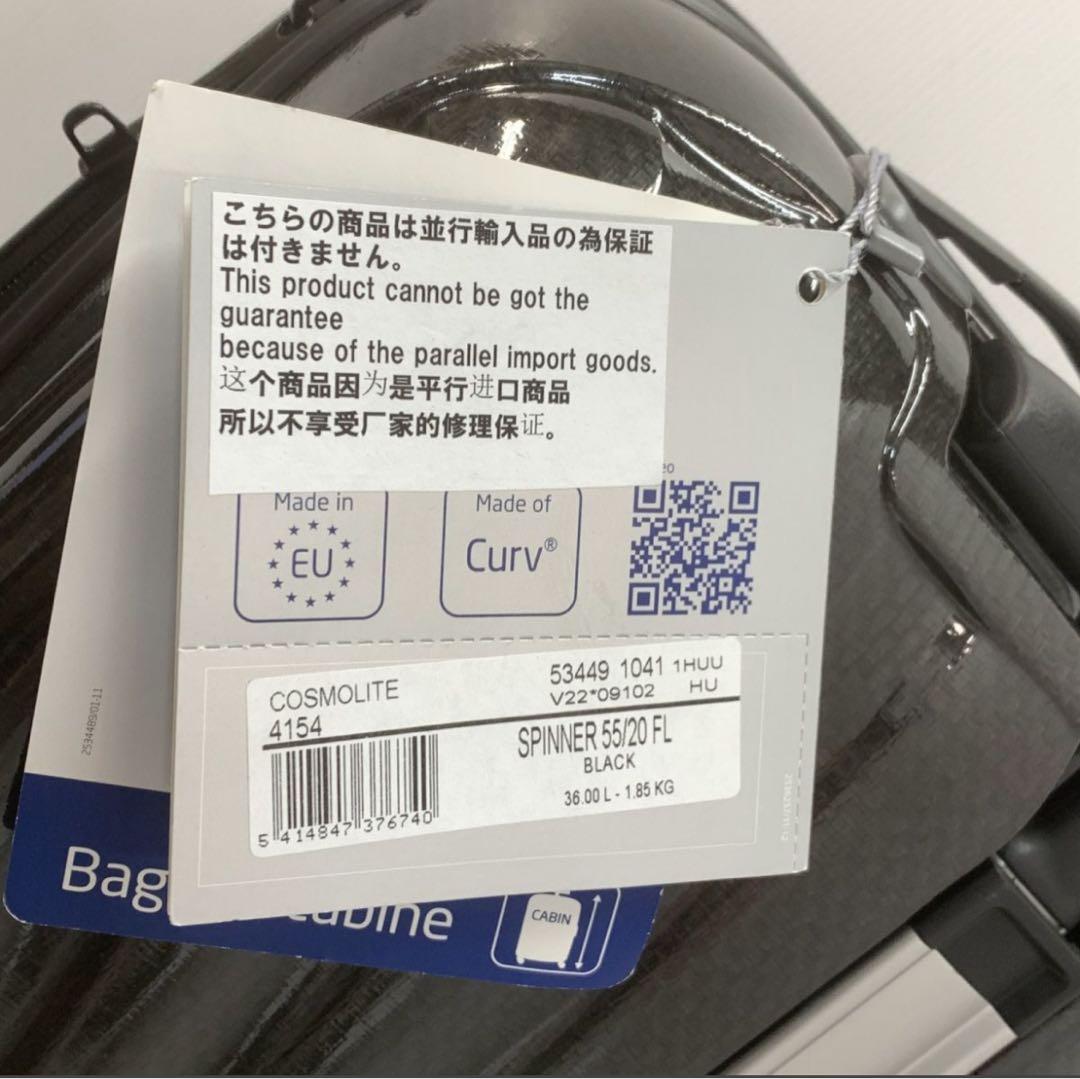 こちらの商品は並行輸入品の為保証
は付きません。
This product cannot be got the
guarantee
because of the parallel import goods.
这个商品因为是平行进口商品
所以不享受厂家的修理保证。
Made in
EU
Made of
Curv®
COSMOLITE
4154
53449 1041 1HUU
V22*09102 HU
SPINNER 55/20 FL
BLACK
36.00 L - 1.85 KG
5 414847 376740
2534489/01-11
cabine
CABIN